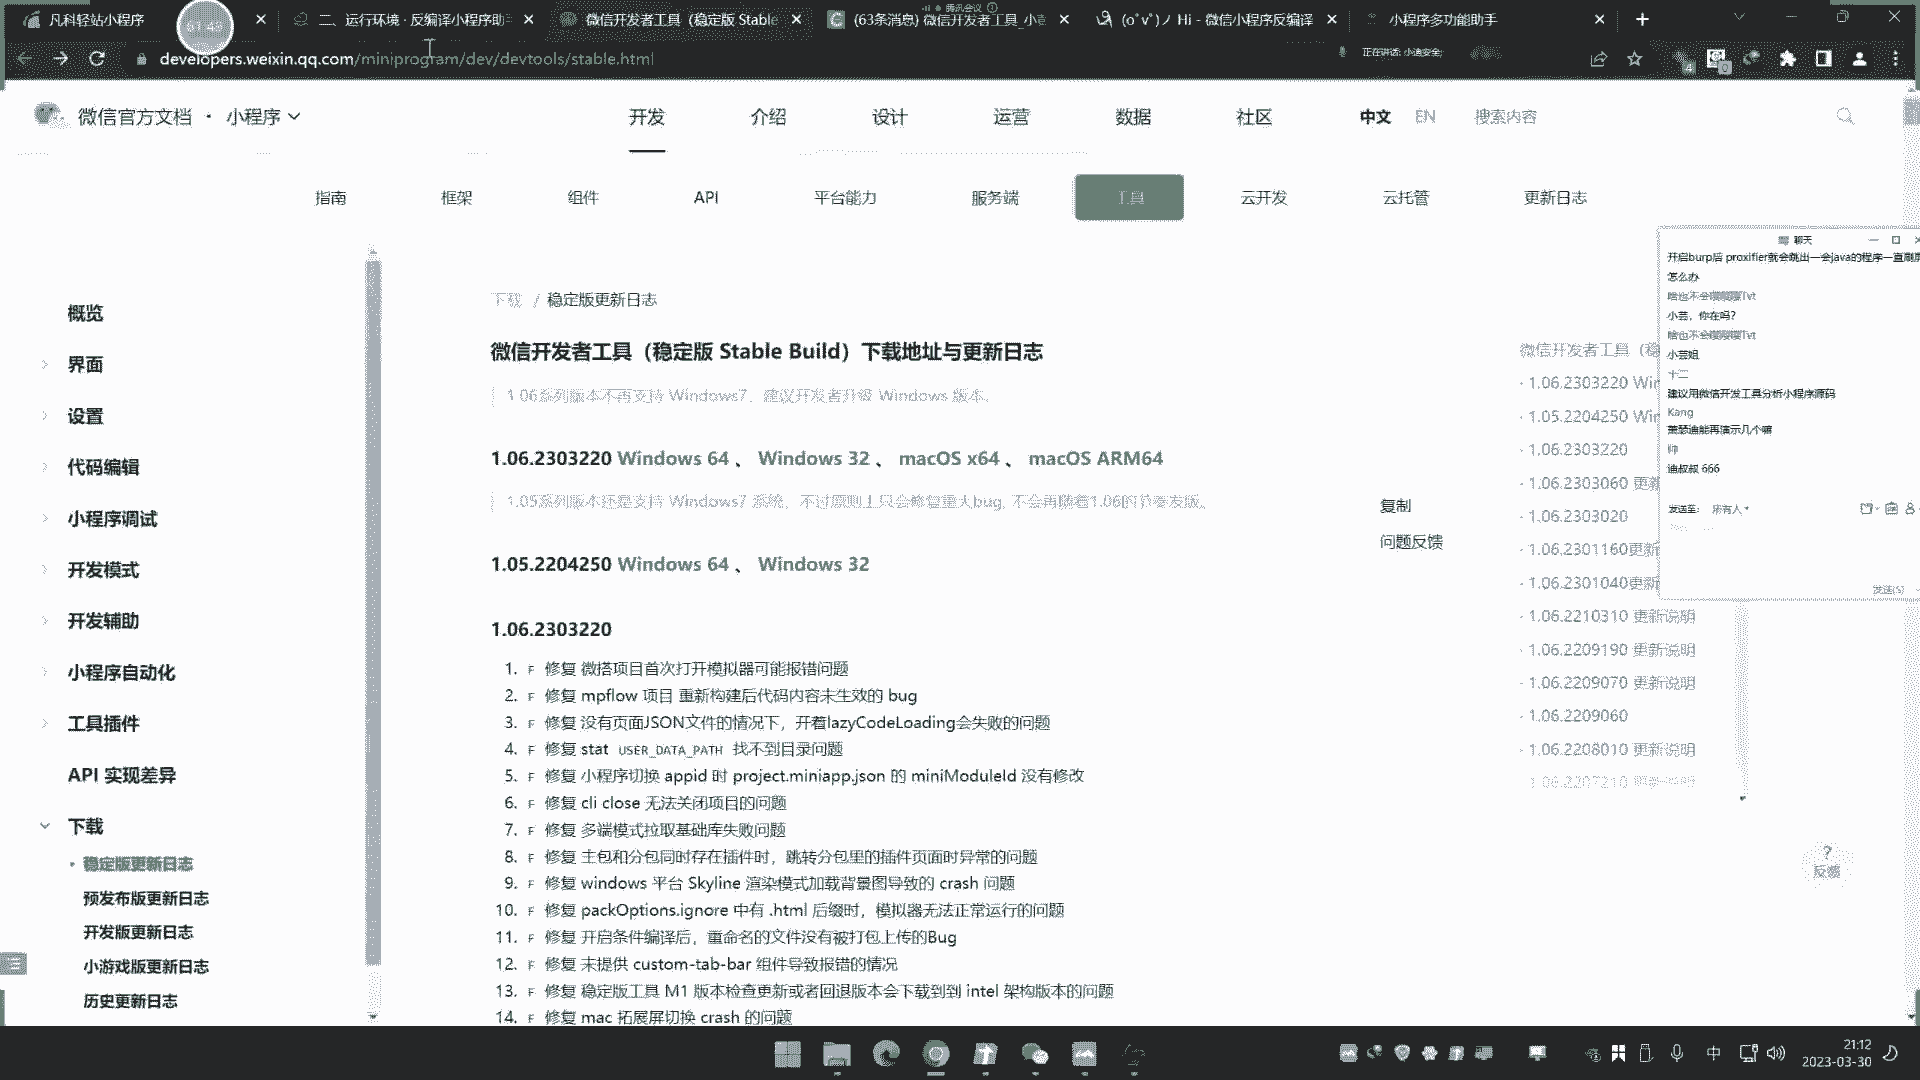 凡科轻站小程序
二、运行环境 · 反编译小程序助手
微信开发者工具（稳定版 Stable
(63条消息) 微信开发者工具_小
(o°v°)ノ Hi - 微信小程序反编译
小程序多功能助手
腾讯会议
61:49
developers.weixin.qq.com/miniprogram/dev/devtools/stable.html
正在讲话: 小迪安全;
微信官方文档 · 小程序
开发
介绍
设计
运营
数据
社区
中文
EN
搜索内容
指南
框架
组件
API
平台能力
服务端
工具
云开发
云托管
更新日志
概览
界面
设置
代码编辑
小程序调试
开发模式
开发辅助
小程序自动化
工具插件
API 实现差异
下载
稳定版更新日志
预发布版更新日志
开发版更新日志
小游戏版更新日志
历史更新日志
下载 / 稳定版更新日志
微信开发者工具（稳定版 Stable Build）下载地址与更新日志
1.06系列版本不再支持 Windows7，建议开发者升级 Windows 版本。
1.06.2303220 Windows 64 、 Windows 32 、 macOS x64 、 macOS ARM64
1.05系列版本还是支持 Windows7 系统，不过原则上只会修复重大bug, 不会再随着1.06的节奏发版。
1.05.2204250 Windows 64 、 Windows 32
1.06.2303220
1. F 修复 微搭项目首次打开模拟器可能报错问题
2. F 修复 mpflow 项目 重新构建后代码内容未生效的 bug
3. F 修复 没有页面JSON文件的情况下，开着lazyCodeLoading会失败的问题
4. F 修复 stat USER_DATA_PATH 找不到目录问题
5. F 修复 小程序切换 appid 时 project.miniapp.json 的 miniModuleId 没有修改
6. F 修复 cli close 无法关闭项目的问题
7. F 修复 多端模式拉取基础库失败问题
8. F 修复 主包和分包同时存在插件时，跳转分包里的插件页面时异常的问题
9. F 修复 windows 平台 Skyline 渲染模式加载背景图导致的 crash 问题
10. F 修复 packOptions.ignore 中有 .html 后缀时，模拟器无法正常运行的问题
11. F 修复 开启条件编译后，重命名的文件没有被打包上传的Bug
12. F 修复 未提供 custom-tab-bar 组件导致报错的情况
13. F 修复 稳定版工具 M1 版本检查更新或者回退版本会下载到到 intel 架构版本的问题
14. F 修复 mac 拓展屏切换 crash 的问题
复制
问题反馈
微信开发者工具（稳
· 1.06.2303220 Win
· 1.05.2204250 Win
· 1.06.2303220
· 1.06.2303060 更新
· 1.06.2303020
· 1.06.2301160更新
· 1.06.2301040更新
· 1.06.2210310 更新说明
· 1.06.2209190 更新说明
· 1.06.2209070 更新说明
· 1.06.2209060
· 1.06.2208010 更新说明
· 1.06.2207210 更新说明
聊天
开启burp后 proxifier就会跳出一会java的程序一直刷屏
怎么办
小芸，你在吗?
小芸姐
十二
建议用微信开发工具分析小程序源码
Kang
萧瑟迪能再演示几个嘛
帅
迪叔叔 666
发送至: 所有人
发送(S)
?
反馈
中
21:12
2023-03-30